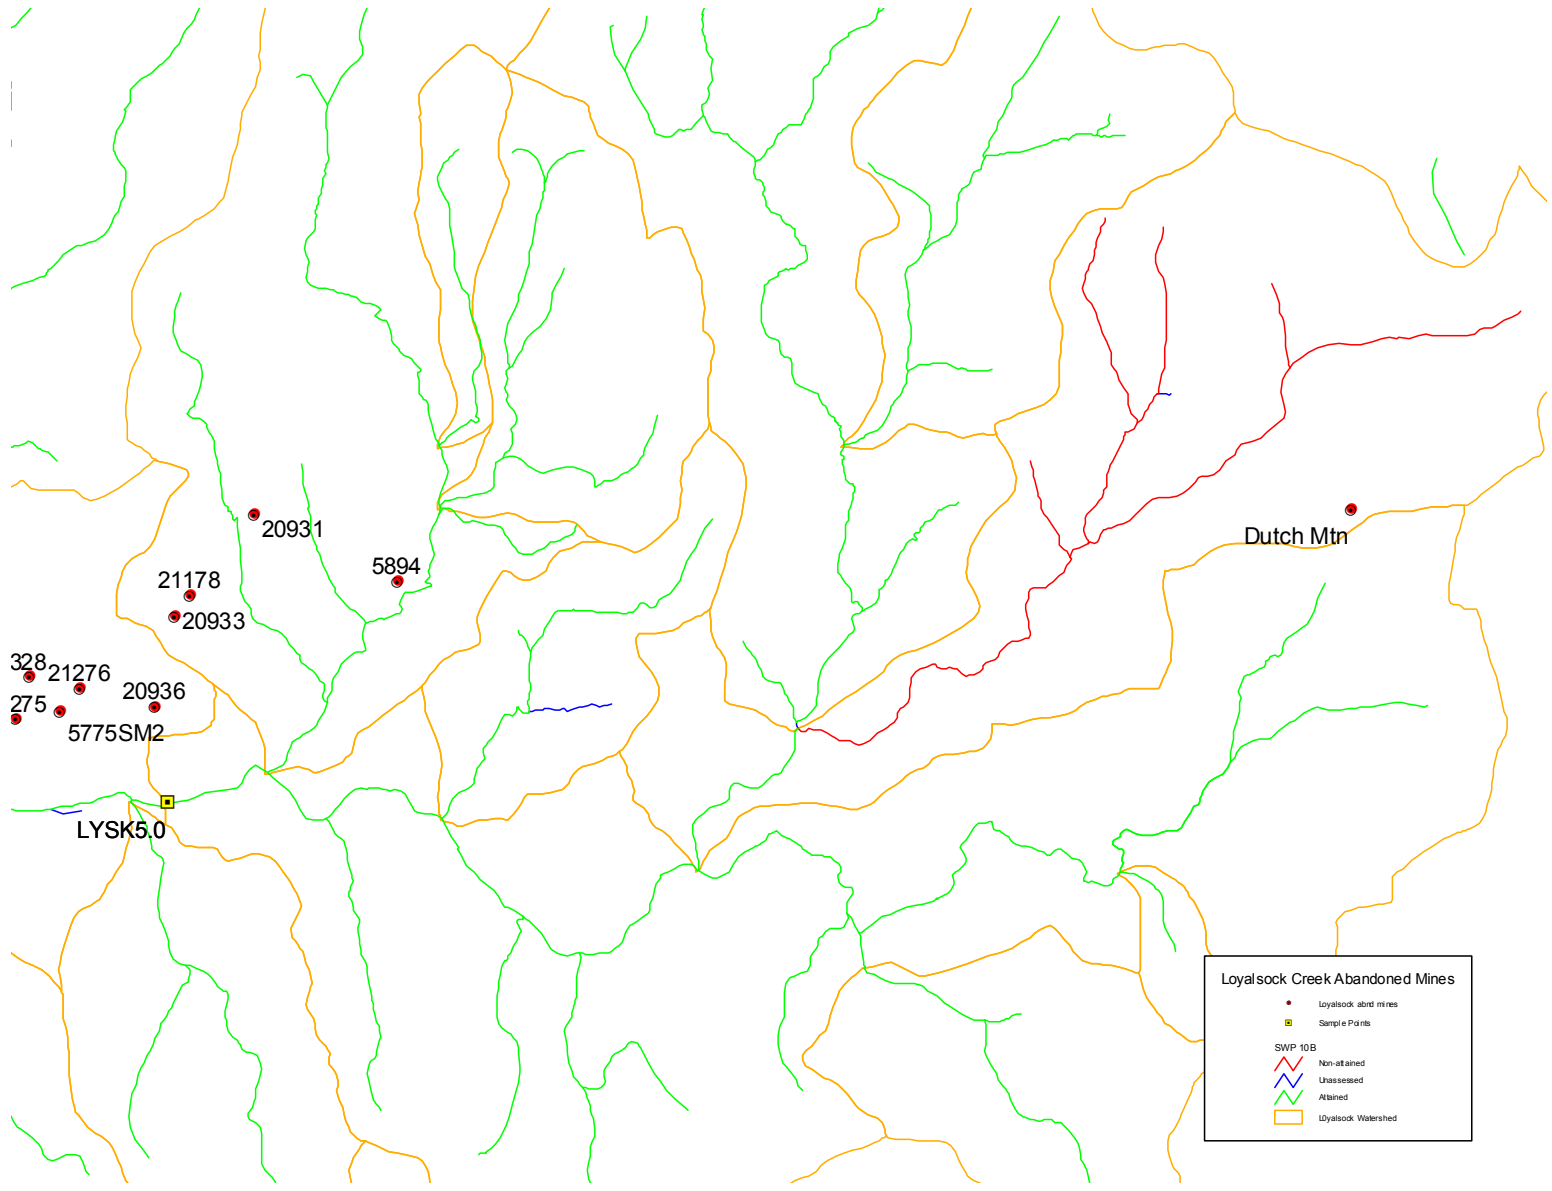 20931
5894
21178
20933
328
21276
275
20936
5775SM2
LYSK5.0
Dutch Mtn
Loyalsock Creek Abandoned Mines
Loyalsock abnd mines
Sample Points
SWP 10B
Non-attained
Unassessed
Attained
L0yalsock Watershed